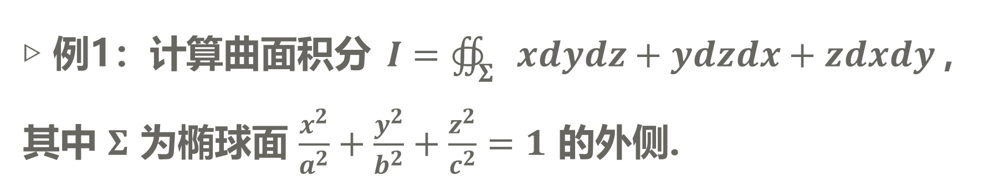 ▷ 例1：计算曲面积分 I = ∯_Σ xdydz + ydzdx + zdxdy ,
其中 Σ 为椭球面 x²/a² + y²/b² + z²/c² = 1 的外侧.